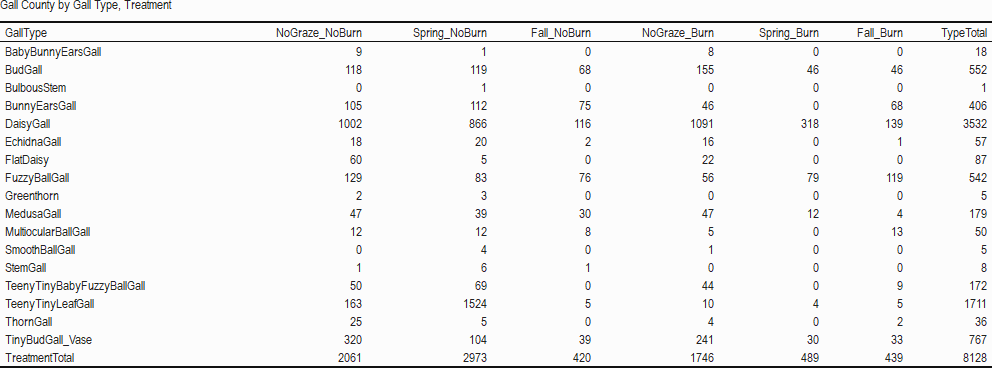 Gall County by Gall Type, Treatment
GallType NoGraze_NoBurn Spring_NoBurn Fall_NoBurn NoGraze_Burn Spring_Burn Fall_Burn TypeTotal
BabyBunnyEarsGall 9 1 0 8 0 0 18
BudGall 118 119 68 155 46 46 552
BulbousStem 0 1 0 0 0 0 1
BunnyEarsGall 105 112 75 46 0 68 406
DaisyGall 1002 866 116 1091 318 139 3532
EchidnaGall 18 20 2 16 0 1 57
FlatDaisy 60 5 0 22 0 0 87
FuzzyBallGall 129 83 76 56 79 119 542
Greenthorn 2 3 0 0 0 0 5
MedusaGall 47 39 30 47 12 4 179
MultiocularBallGall 12 12 8 5 0 13 50
SmoothBallGall 0 4 0 1 0 0 5
StemGall 1 6 1 0 0 0 8
TeenyTinyBabyFuzzyBallGall 50 69 0 44 0 9 172
TeenyTinyLeafGall 163 1524 5 10 4 5 1711
ThornGall 25 5 0 4 0 2 36
TinyBudGall_Vase 320 104 39 241 30 33 767
TreatmentTotal 2061 2973 420 1746 489 439 8128